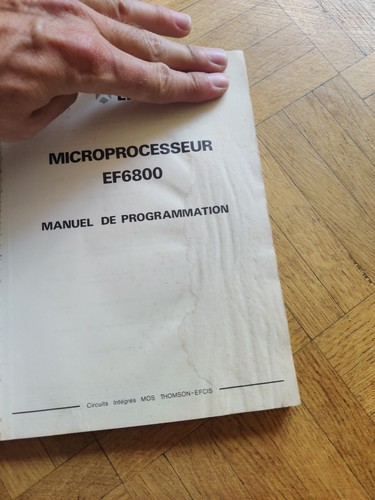 MICROPROCESSEUR
EF6800
MANUEL DE PROGRAMMATION
Circuits Intégrés MOS THOMSON-EFCIS